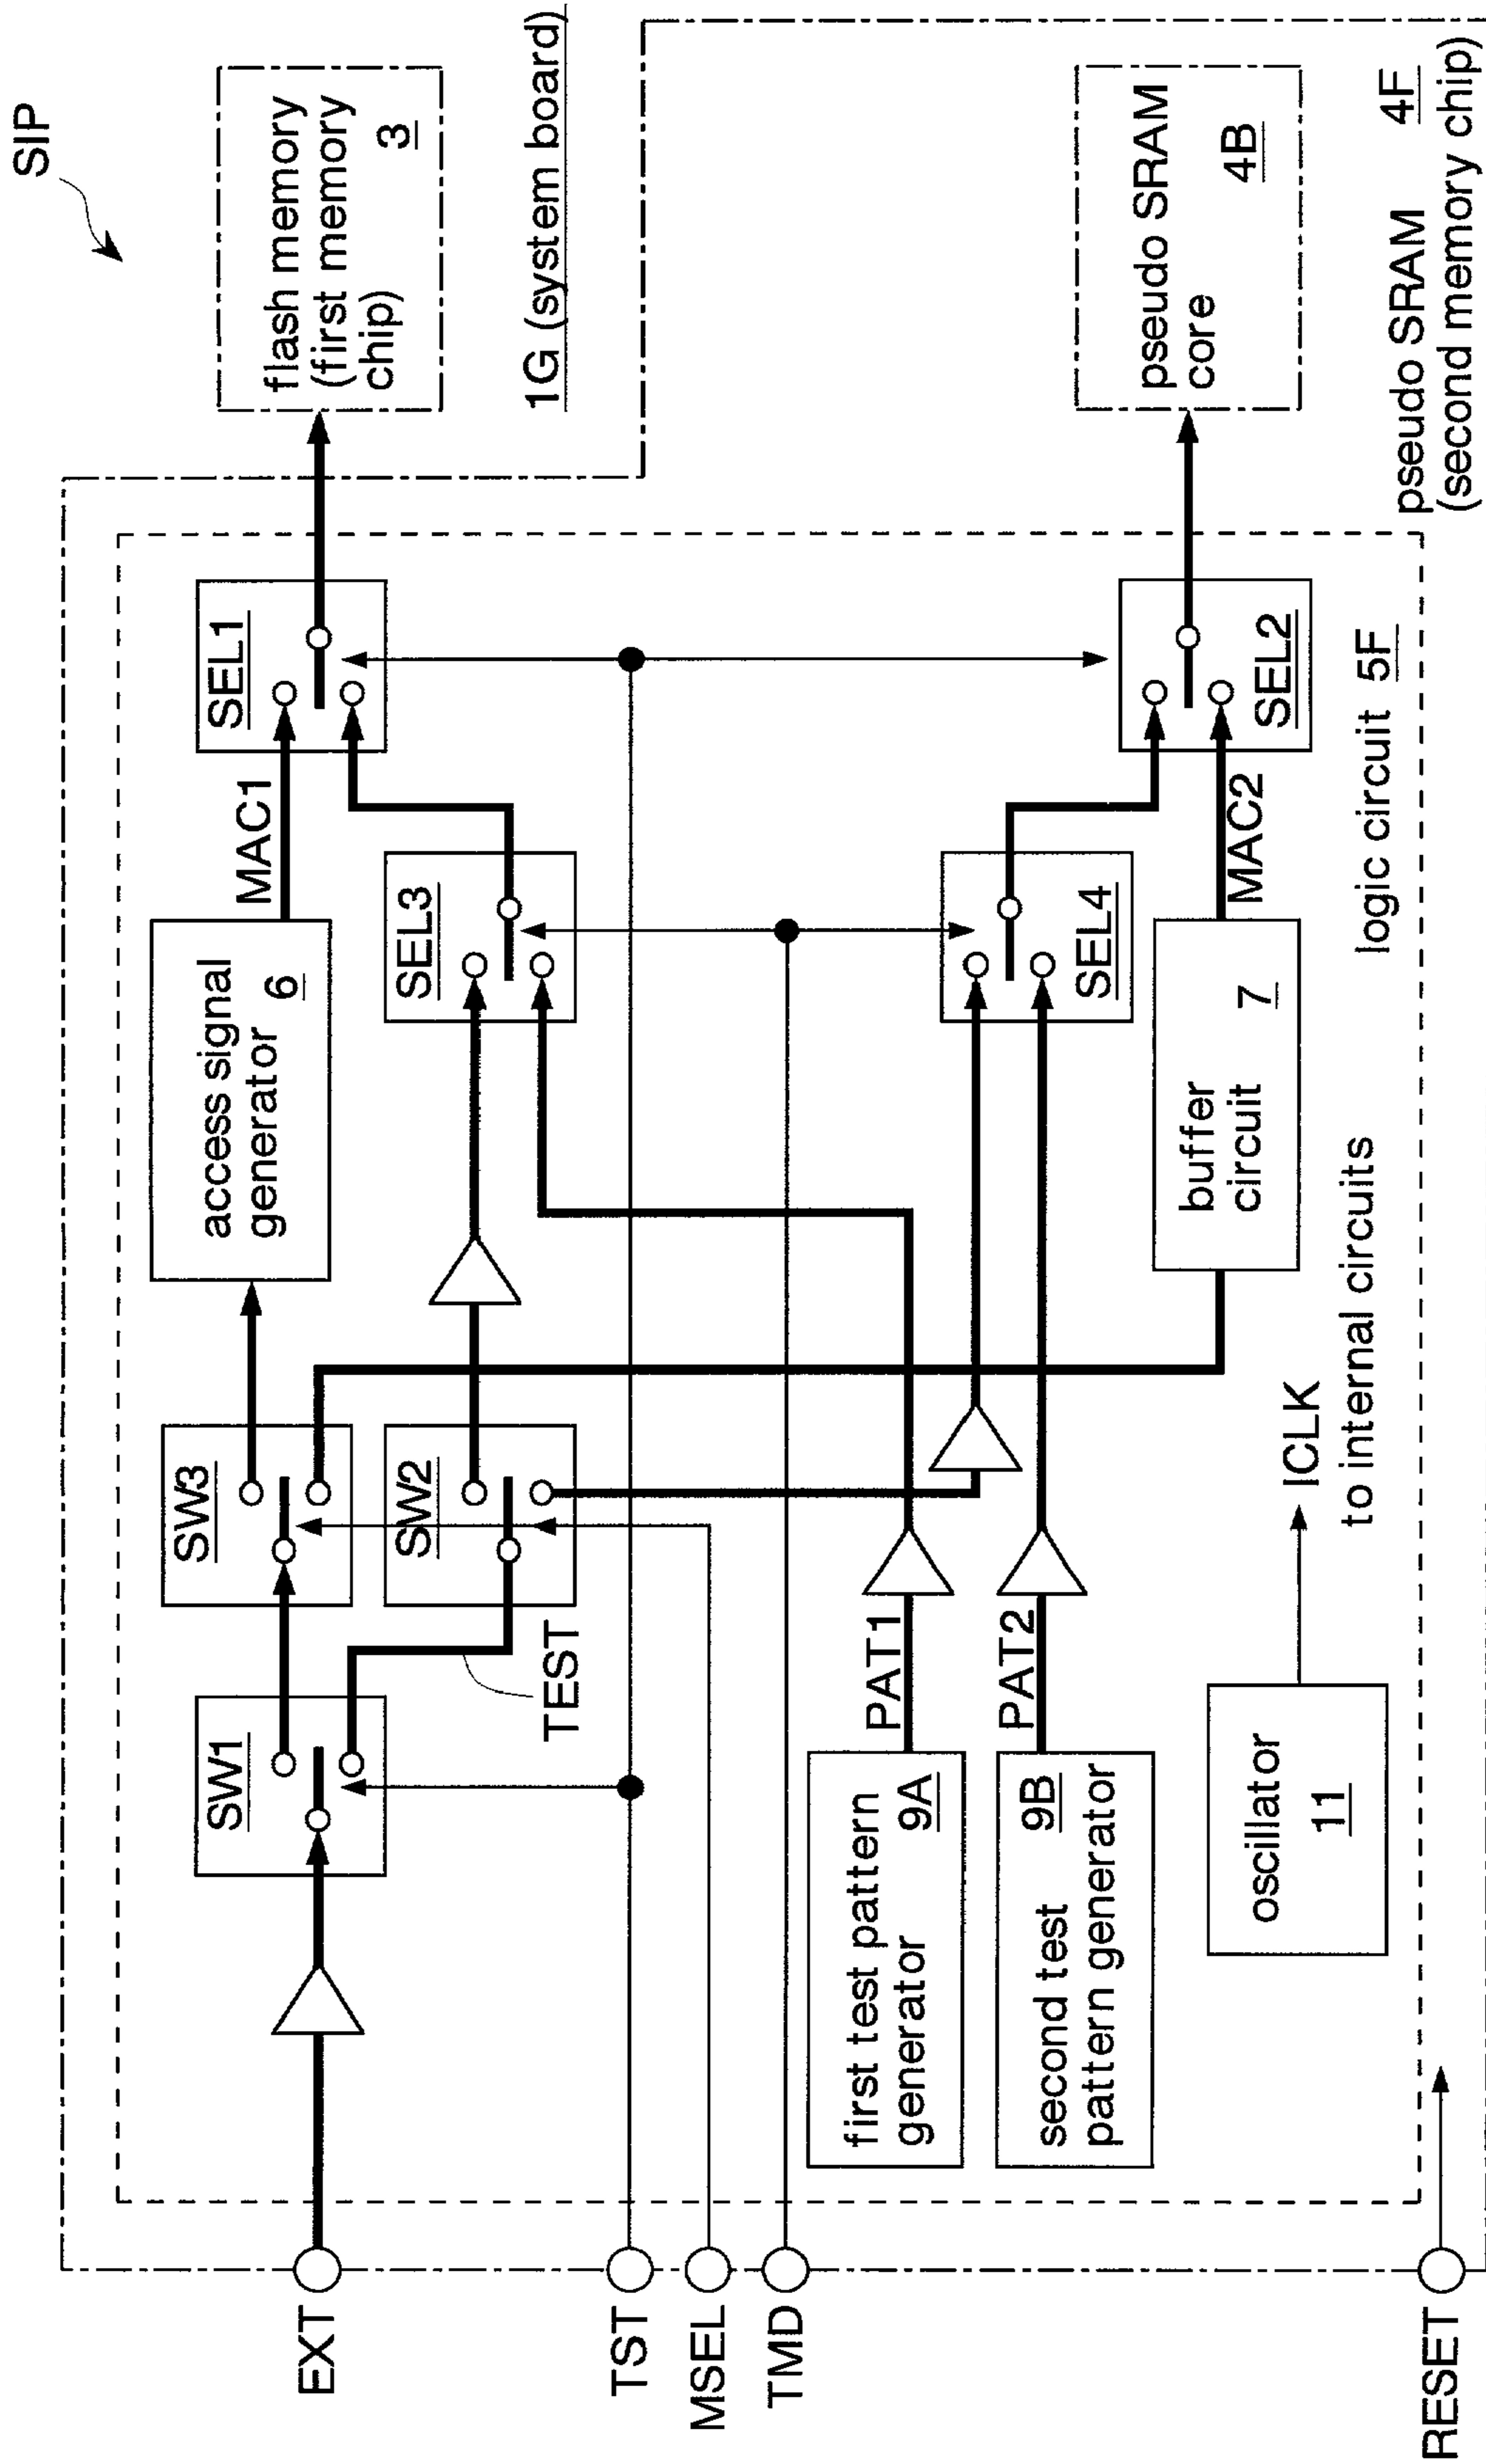 SIP
flash memory
(first memory
chip)
3
1G (system board)
SEL1
MAC1
access signal
generator
6
SW3
SW1
EXT
SEL3
SW2
TEST
TST
MSEL
TMD
PAT1
first test pattern
generator
9A
PAT2
second test
pattern generator
9B
SEL4
pseudo SRAM
core
4B
SEL2
MAC2
buffer
circuit
7
logic circuit 5F
ICLK
to internal circuits
oscillator
11
pseudo SRAM 4F
(second memory chip)
RESET